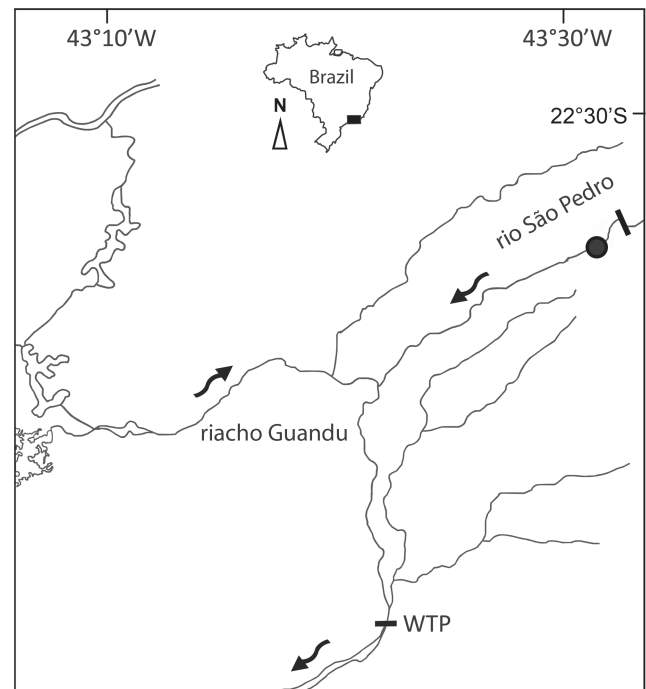 43°10'W
43°30'W
Brazil
N
22°30'S
rio São Pedro
riacho Guandu
WTP